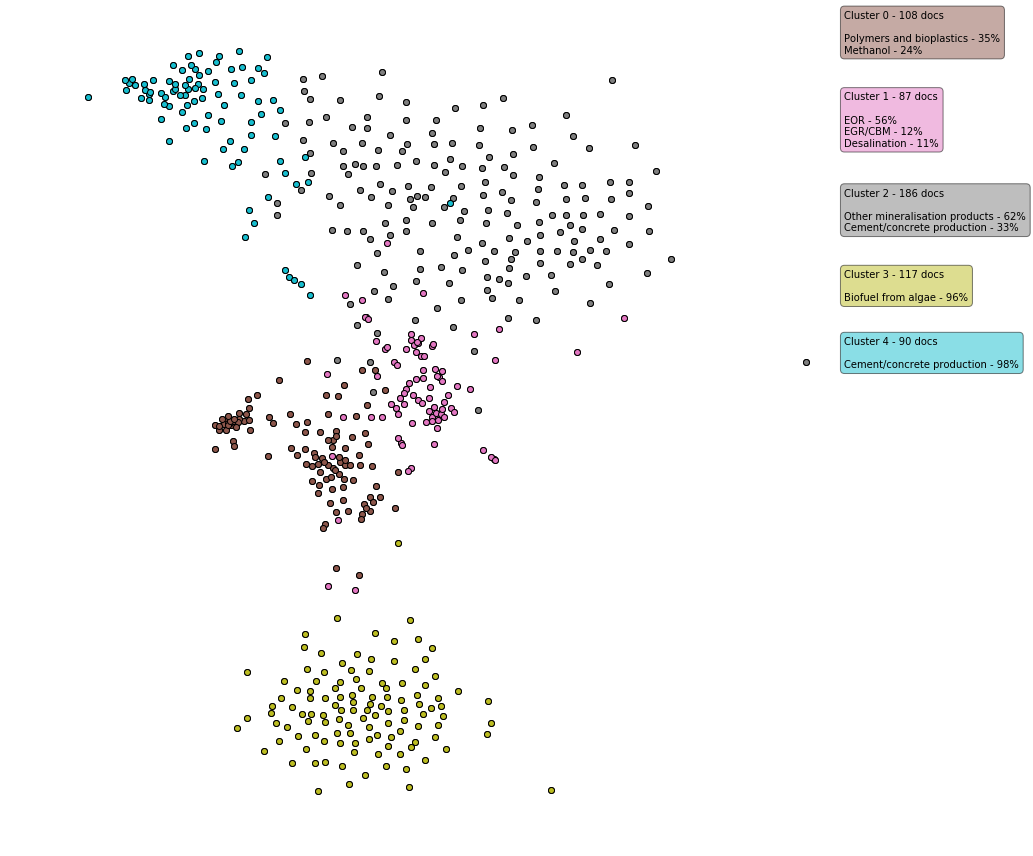 Cluster 0 - 108 docs
Polymers and bioplastics - 35%
Methanol - 24%
Cluster 1 - 87 docs
EOR - 56%
EGR/CBM - 12%
Desalination - 11%
Cluster 2 - 186 docs
Other mineralisation products - 62%
Cement/concrete production - 33%
Cluster 3 - 117 docs
Biofuel from algae - 96%
Cluster 4 - 90 docs
Cement/concrete production - 98%